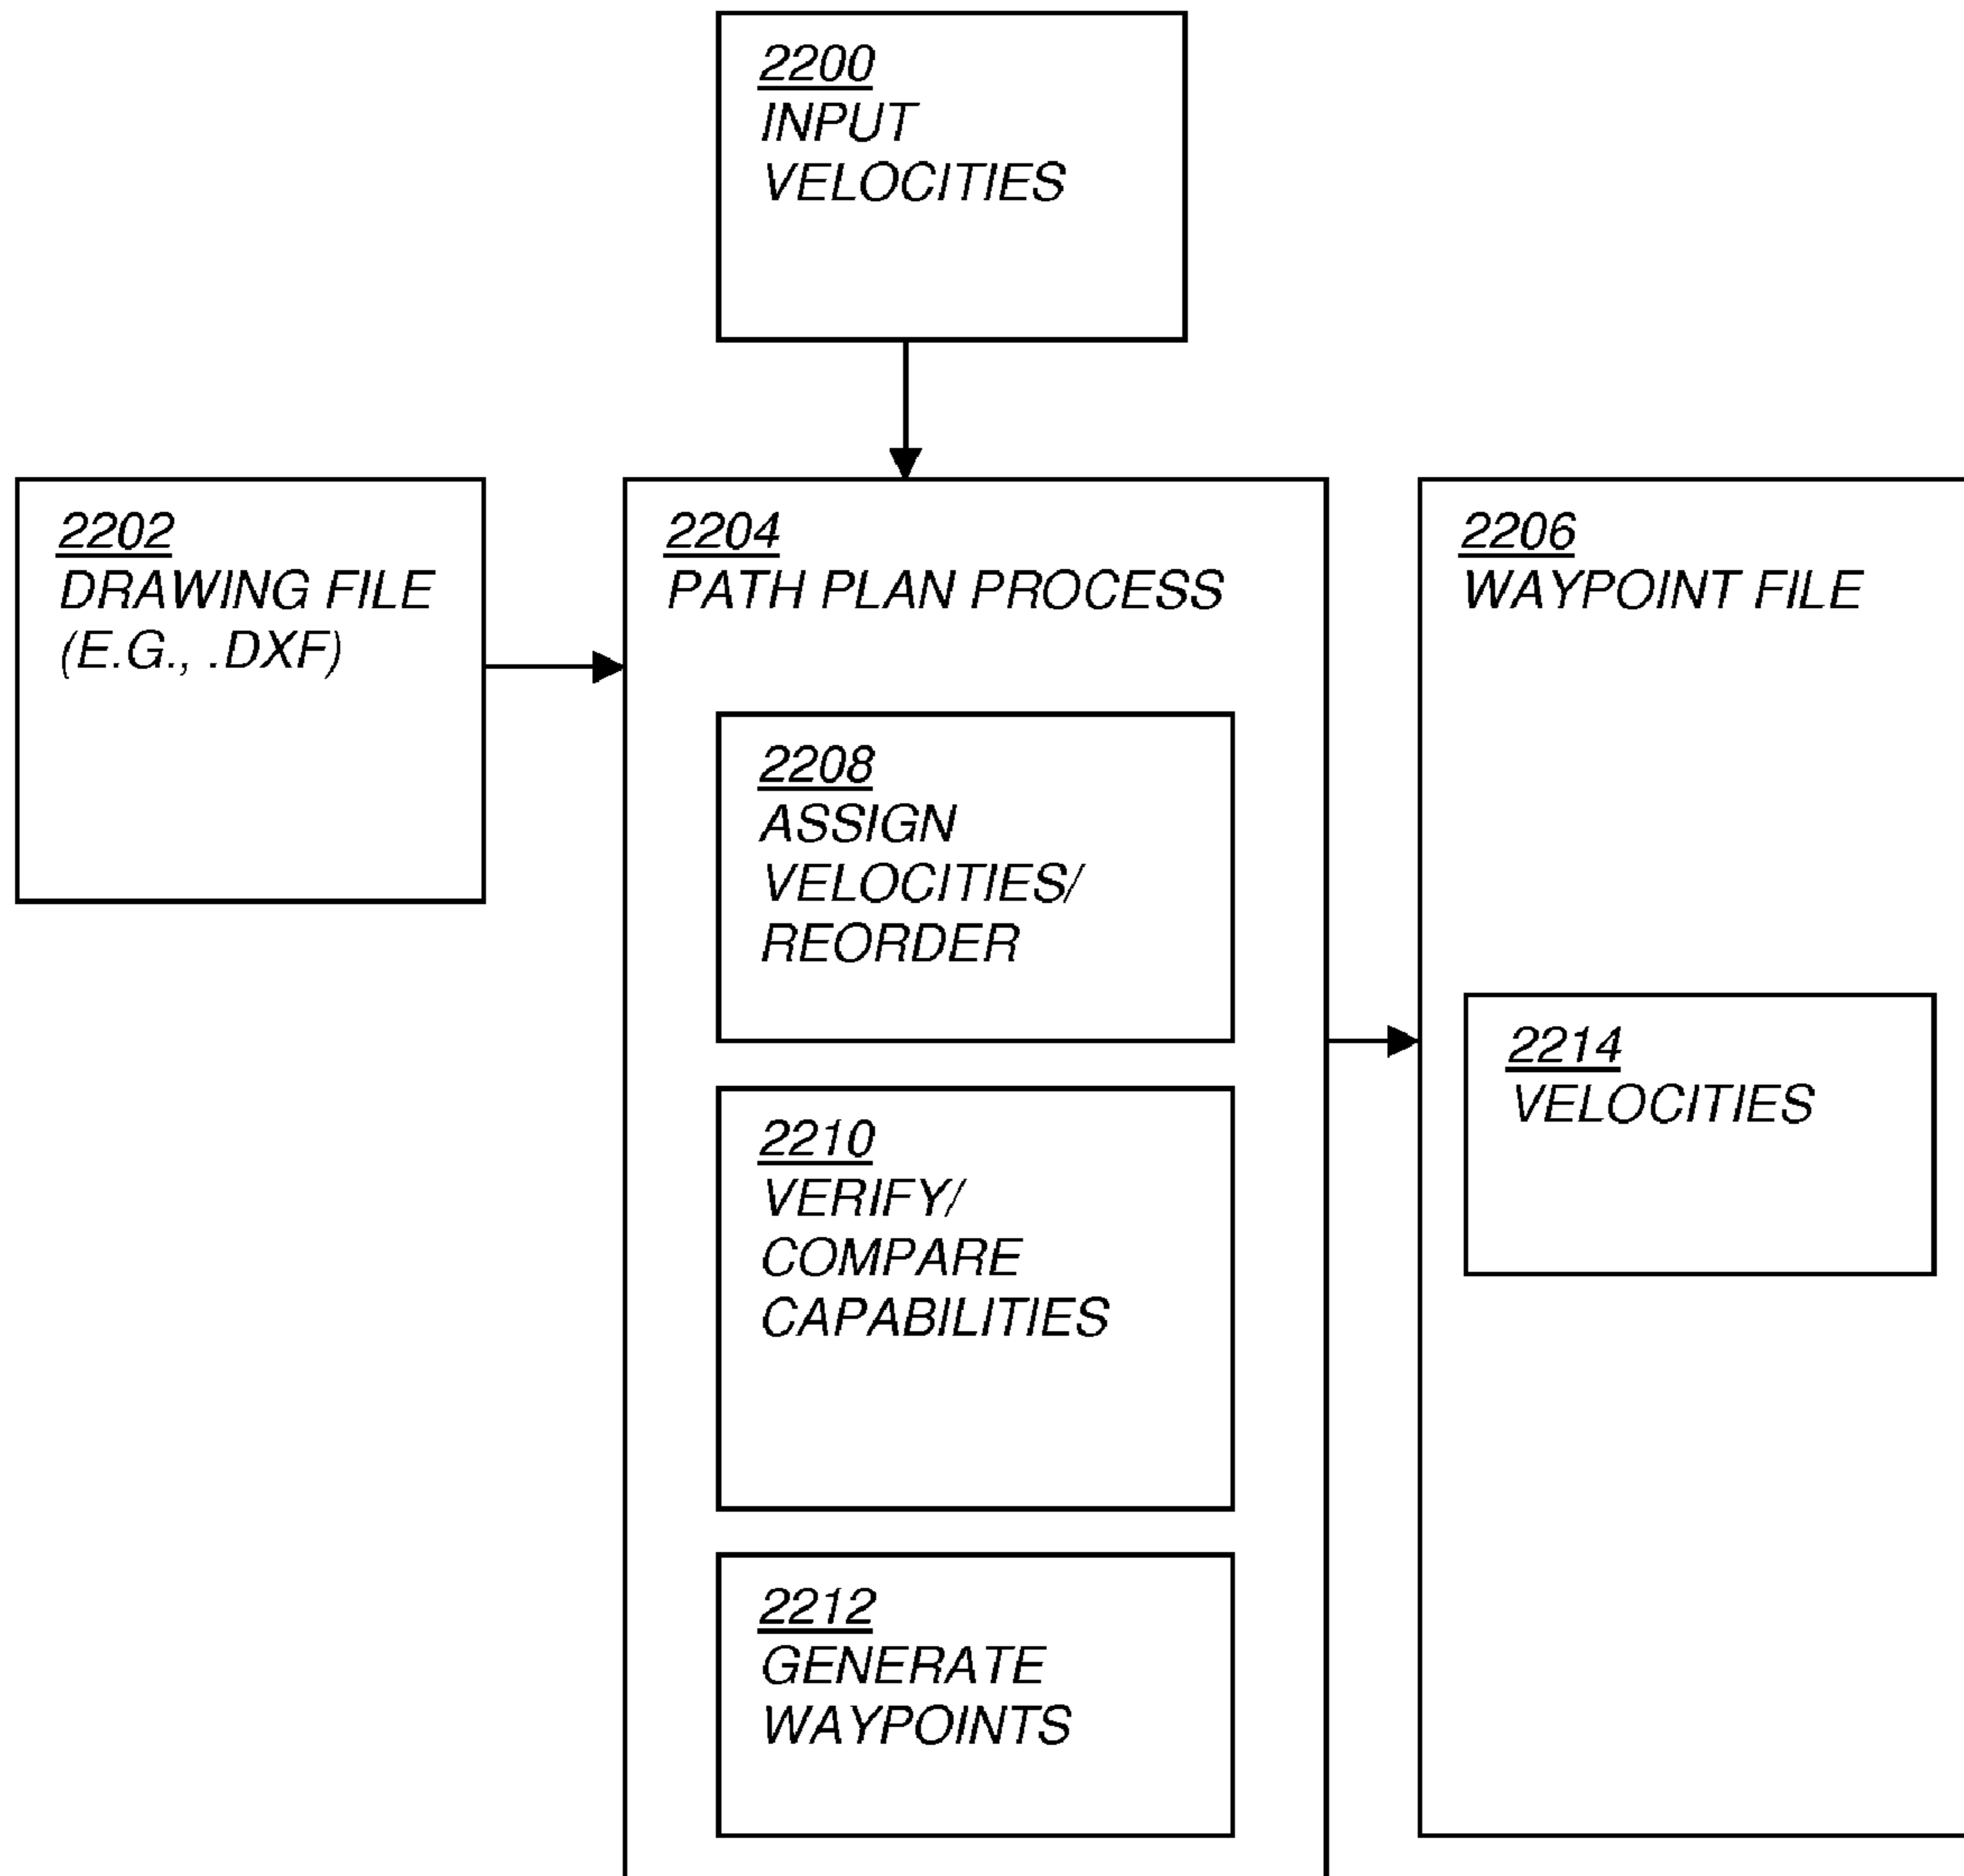 2200
INPUT
VELOCITIES
2202
DRAWING FILE
(E.G., .DXF)
2204
PATH PLAN PROCESS
2208
ASSIGN
VELOCITIES/
REORDER
2210
VERIFY/
COMPARE
CAPABILITIES
2212
GENERATE
WAYPOINTS
2206
WAYPOINT FILE
2214
VELOCITIES